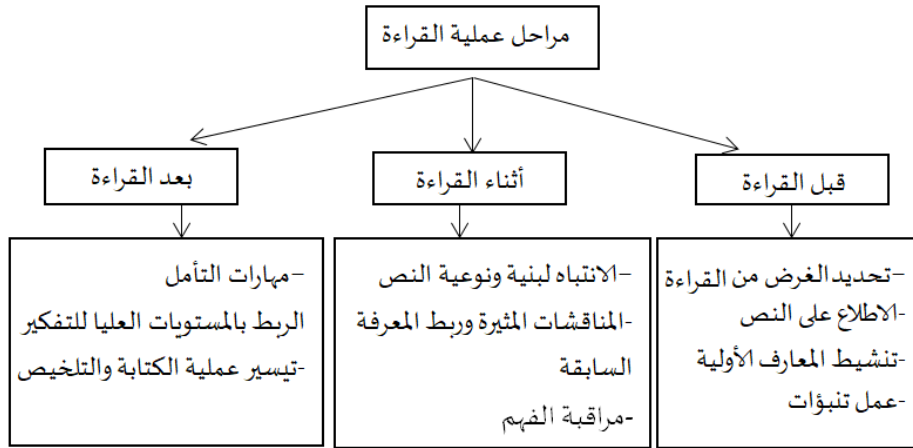 مراحل عملية القراءة
قبل القراءة
أثناء القراءة
بعد القراءة
–تحديد الغرض من القراءة
-الاطلاع على النص
-تنشيط المعارف الأولية
-عمل تنبؤات
–الانتباه لبنية ونوعية النص
-المناقشات المثيرة وربط المعرفة
السابقة
-مراقبة الفهم
–مهارات التأمل
الربط بالمستويات العليا للتفكير
-تيسير عملية الكتابة والتلخيص